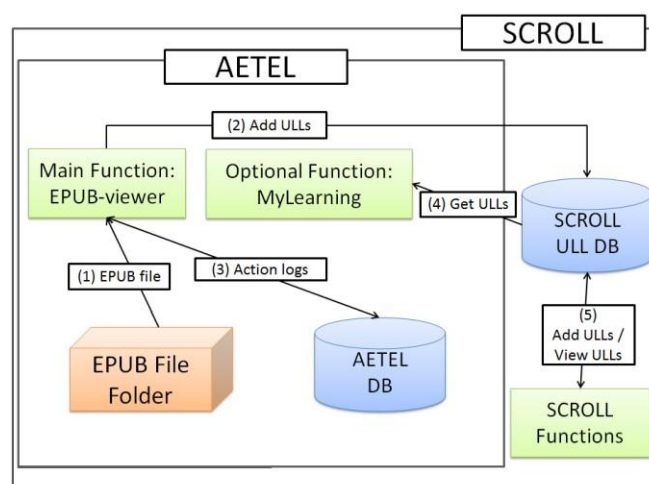 SCROLL
AETEL
(2) Add ULLs
Main Function:
EPUB-viewer
Optional Function:
MyLearning
(4) Get ULLs
SCROLL
ULL DB
(1) EPUB file
(3) Action logs
(5)
Add ULLs /
View ULLs
EPUB File
Folder
AETEL
DB
SCROLL
Functions